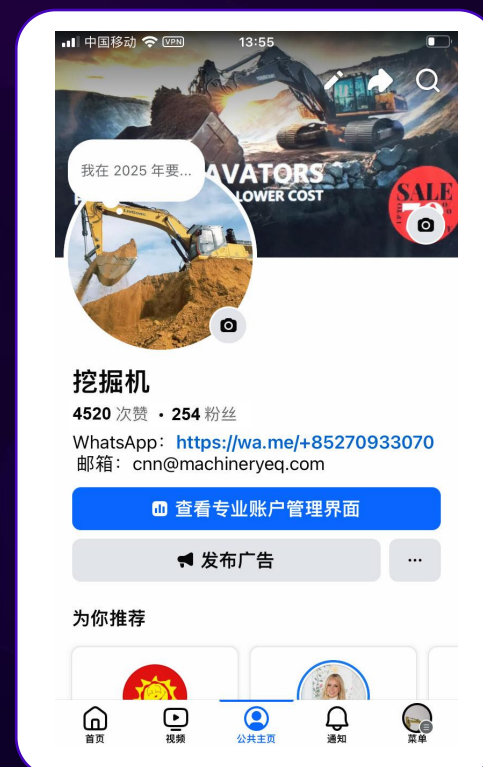 中国移动 VPN 13:55
我在 2025 年要...
AVATORS
LOWER COST
SALE
挖掘机
4520 次赞 · 254 粉丝
WhatsApp： https://wa.me/+85270933070
邮箱： cnn@machineryeq.com
查看专业账户管理界面
发布广告 ...
为你推荐
首页 视频 公共主页 通知 菜单